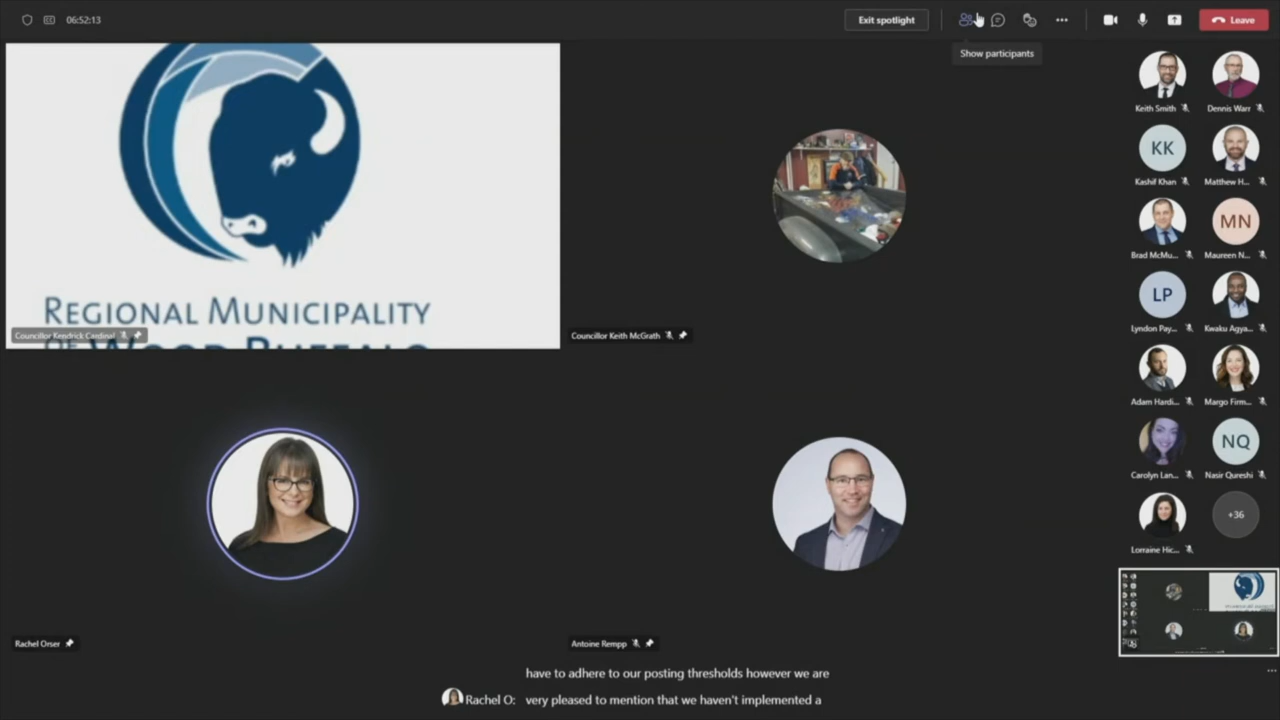 06:52:13
Exit spotlight
Leave
Show participants
REGIONAL MUNICIPALITY
OF WOOD BUFFALO
Councillor Kendrick Cardinal
Councillor Keith McGrath
Keith Smith
Dennis Warr
KK
Kashif Khan
Matthew H...
Brad McMu...
MN
Maureen N...
LP
Lyndon Pay...
Kwaku Agya...
Adam Hardi...
Margo Firm...
Carolyn Lan...
NQ
Nasir Qureshi
Lorraine Hic...
+36
Rachel Orser
Antoine Rempp
have to adhere to our posting thresholds however we are
Rachel O: very pleased to mention that we haven't implemented a